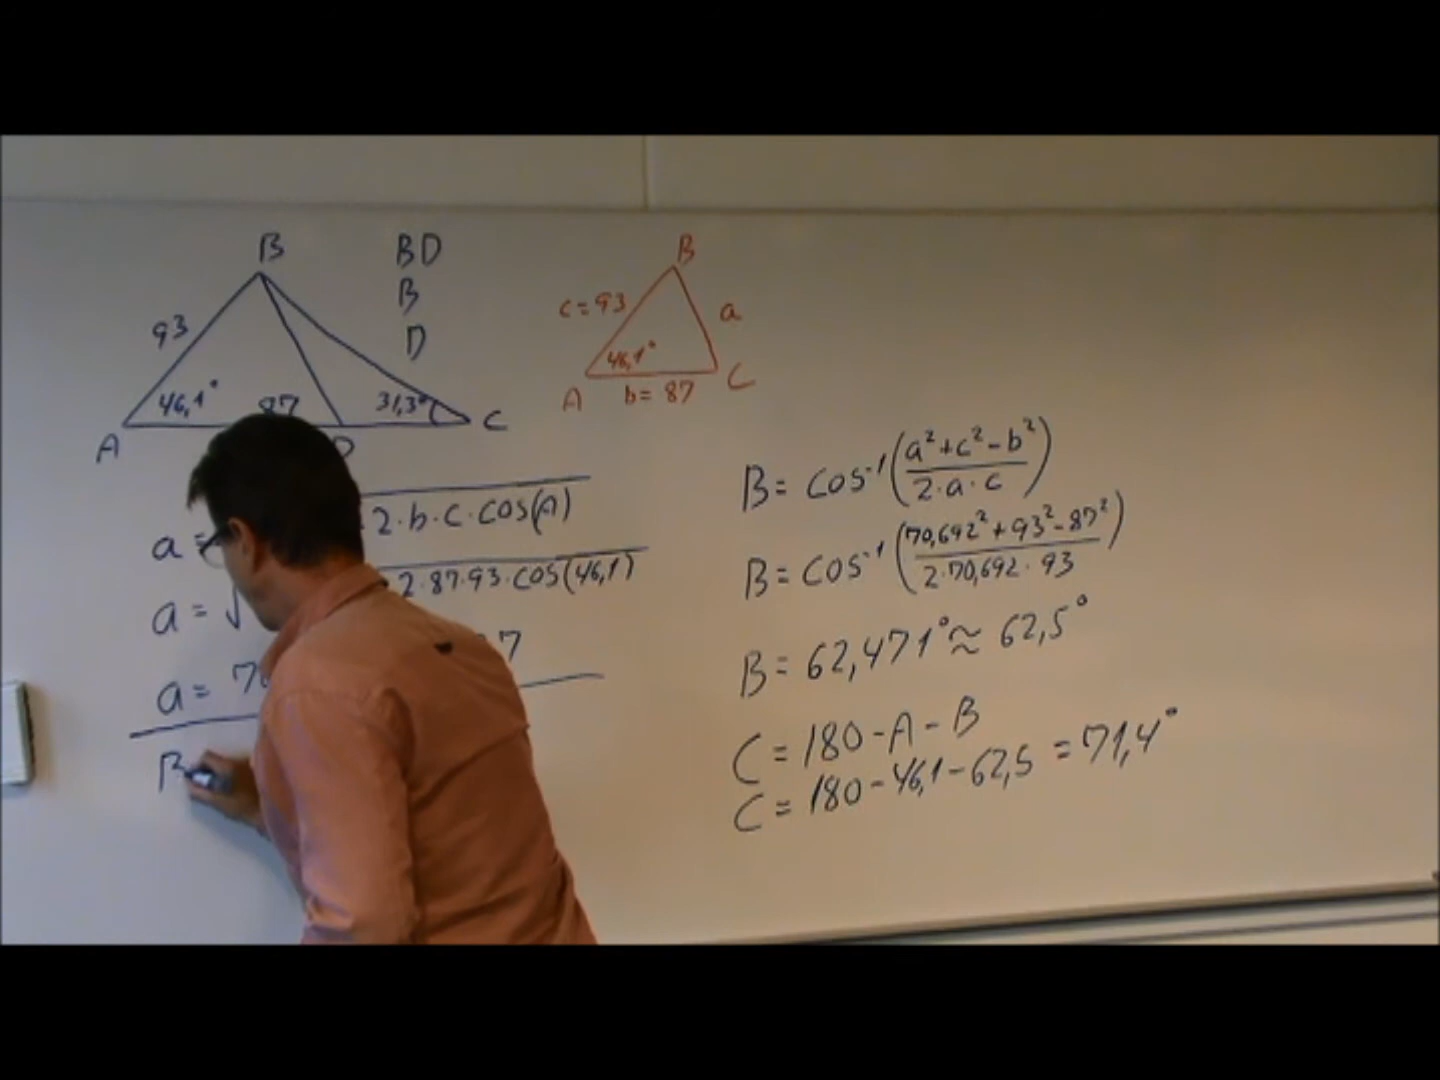 B
BD
93
B
D
46,1°
31,3°
A
C
B
c=93
a
46,1°
A
b=87
C
a=
2·b·c·cos(A)
a=√
2·87·93·cos(46,1)
a=
7
B=cos⁻¹((a²+c²-b²)/(2·a·c))
B=cos⁻¹((70,692²+93²-87²)/(2·70,692·93))
B=62,471°≈62,5°
C=180-A-B
C=180-46,1-62,5=71,4°